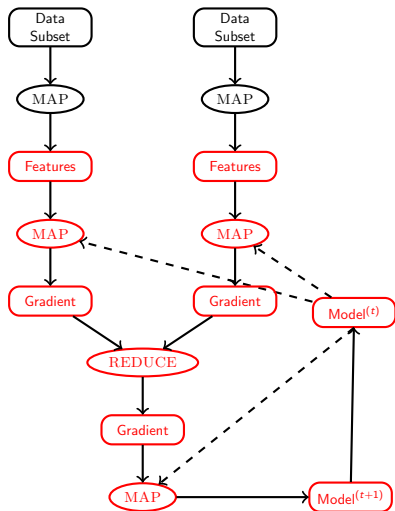 Data
Subset
Data
Subset
MAP
MAP
Features
Features
MAP
MAP
Gradient
Gradient
Model(t)
REDUCE
Gradient
MAP
Model(t+1)